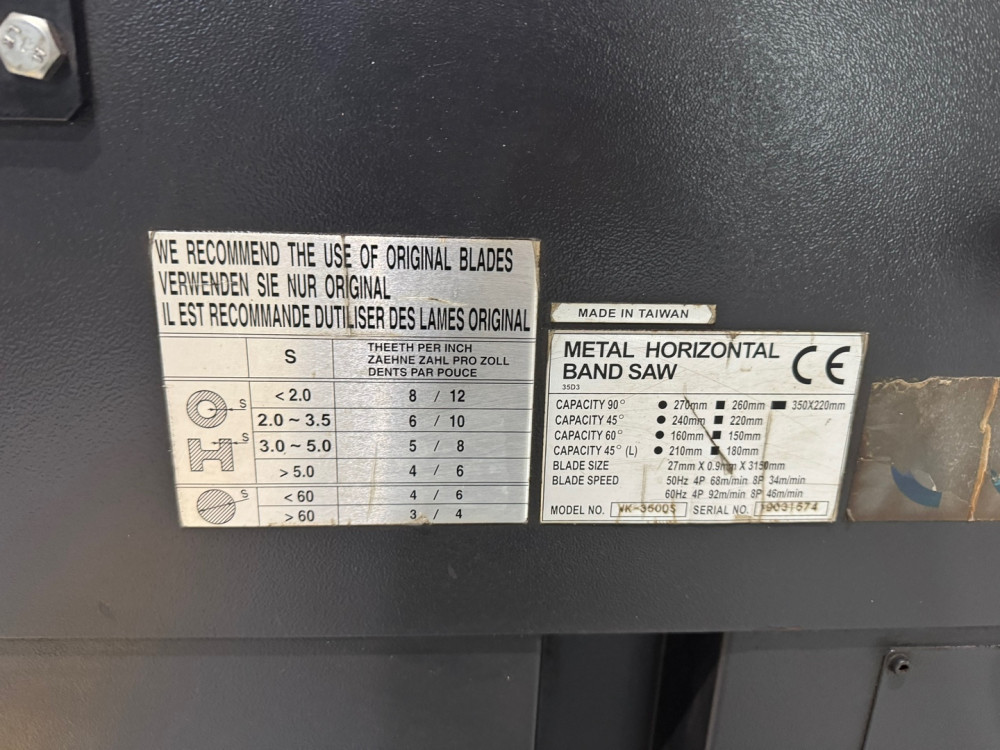 WE RECOMMEND THE USE OF ORIGINAL BLADES
VERWENDEN SIE NUR ORIGINAL
IL EST RECOMMANDE DUTILISER DES LAMES ORIGINAL
S
THEETH PER INCH
ZAEHNE ZAHL PRO ZOLL
DENTS PAR POUCE
S
< 2.0 8 / 12
2.0 ~ 3.5 6 / 10
S
3.0 ~ 5.0 5 / 8
> 5.0 4 / 6
S
< 60 4 / 6
> 60 3 / 4
MADE IN TAIWAN
METAL HORIZONTAL
BAND SAW
CE
35D3
CAPACITY 90° ● 270mm ■ 260mm ▬ 350X220mm
CAPACITY 45° ● 240mm ■ 220mm
CAPACITY 60° ● 160mm ■ 150mm
CAPACITY 45° (L) ● 210mm ■ 180mm
BLADE SIZE 27mm X 0.9mm X 3150mm
BLADE SPEED 50Hz 4P 68m/min 8P 34m/min
60Hz 4P 92m/min 8P 46m/min
MODEL NO. SERIAL NO.